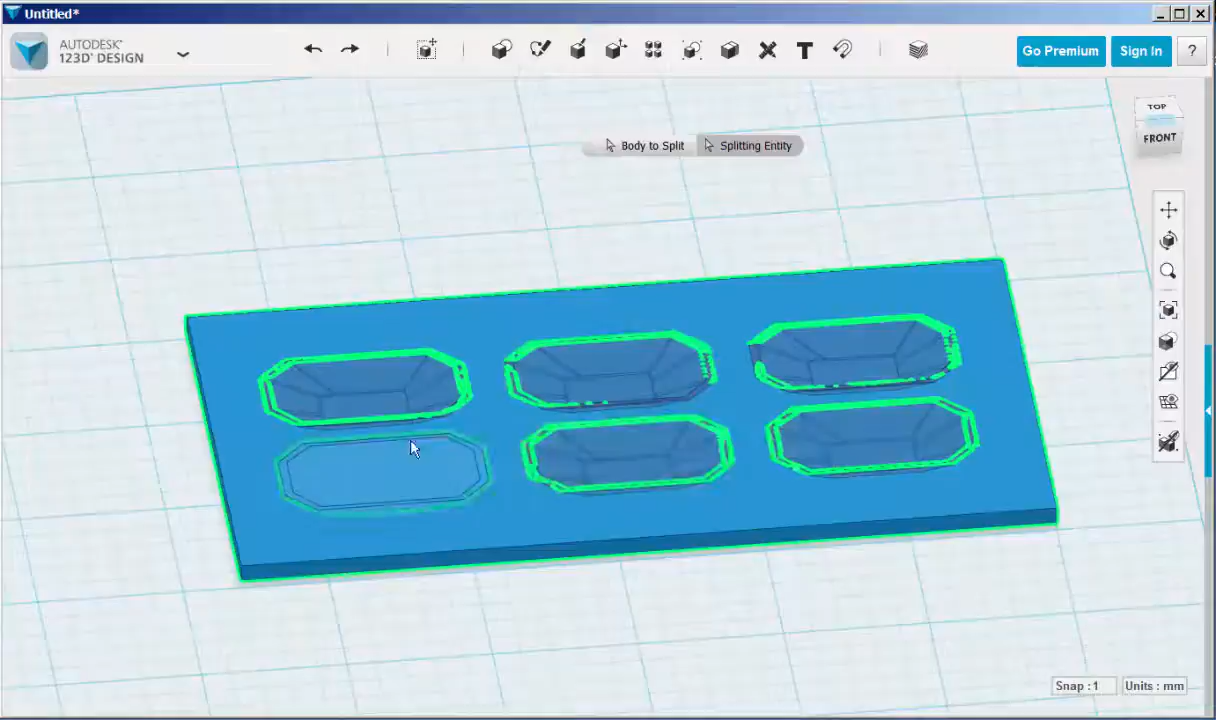 Untitled*
AUTODESK®
123D® DESIGN
T
Go Premium
Sign In
?
TOP
FRONT
Body to Split
Splitting Entity
Snap : 1
Units : mm